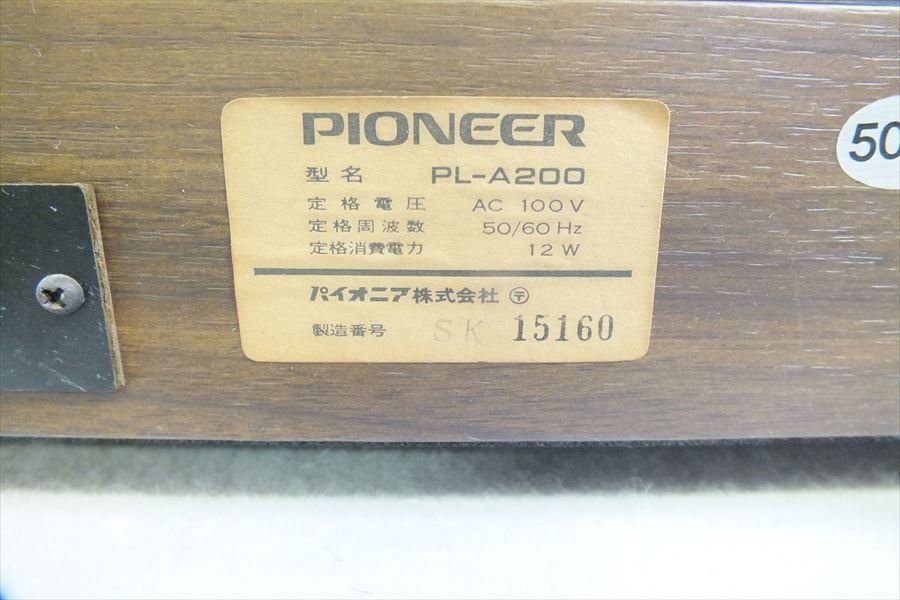 PIONEER
型名 PL-A200
定格電圧 AC 100V
定格周波数 50/60 Hz
定格消費電力 12 W
パイオニア株式会社 〶
製造番号 SK 15160
50